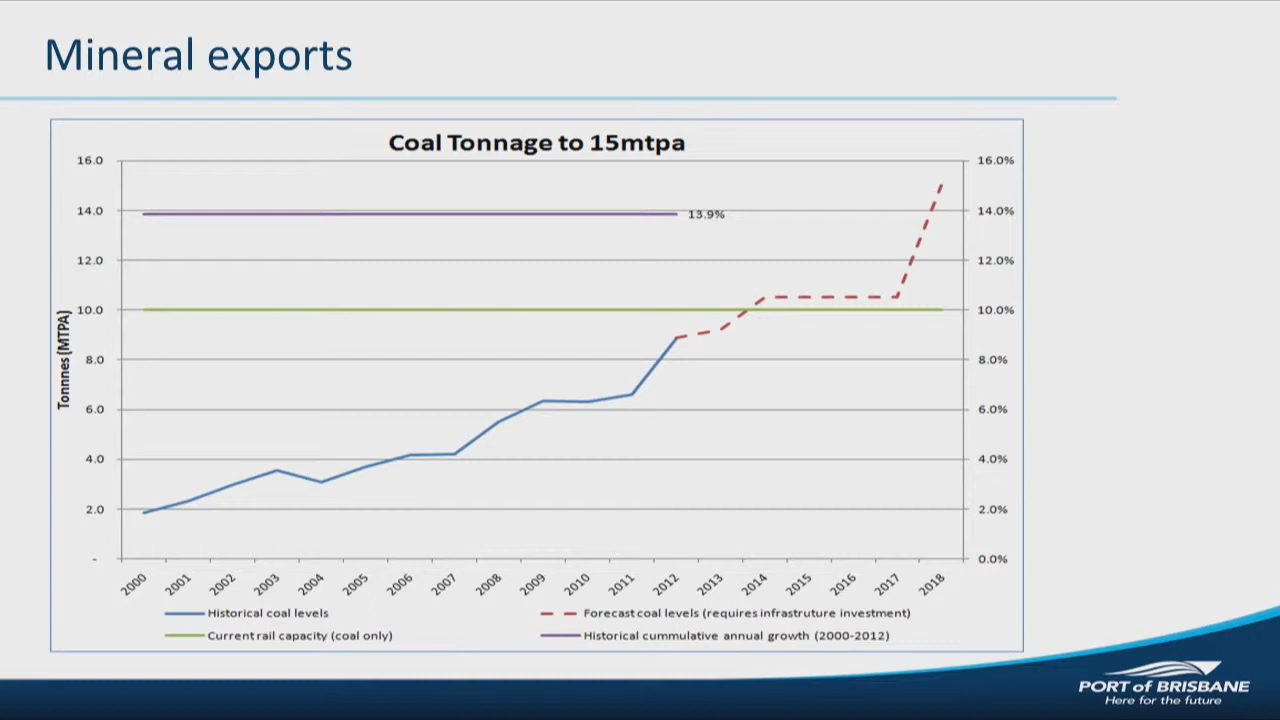 Mineral exports
Coal Tonnage to 15mtpa
Tonnnes (MTPA)
16.0
14.0
12.0
10.0
8.0
6.0
4.0
2.0
-
16.0%
14.0%
12.0%
10.0%
8.0%
6.0%
4.0%
2.0%
0.0%
13.9%
2000 2001 2002 2003 2004 2005 2006 2007 2008 2009 2010 2011 2012 2013 2014 2015 2016 2017 2018
Historical coal levels
Forecast coal levels (requires infrastruture investment)
Current rail capacity (coal only)
Historical cummulative annual growth (2000-2012)
PORT of BRISBANE
Here for the future